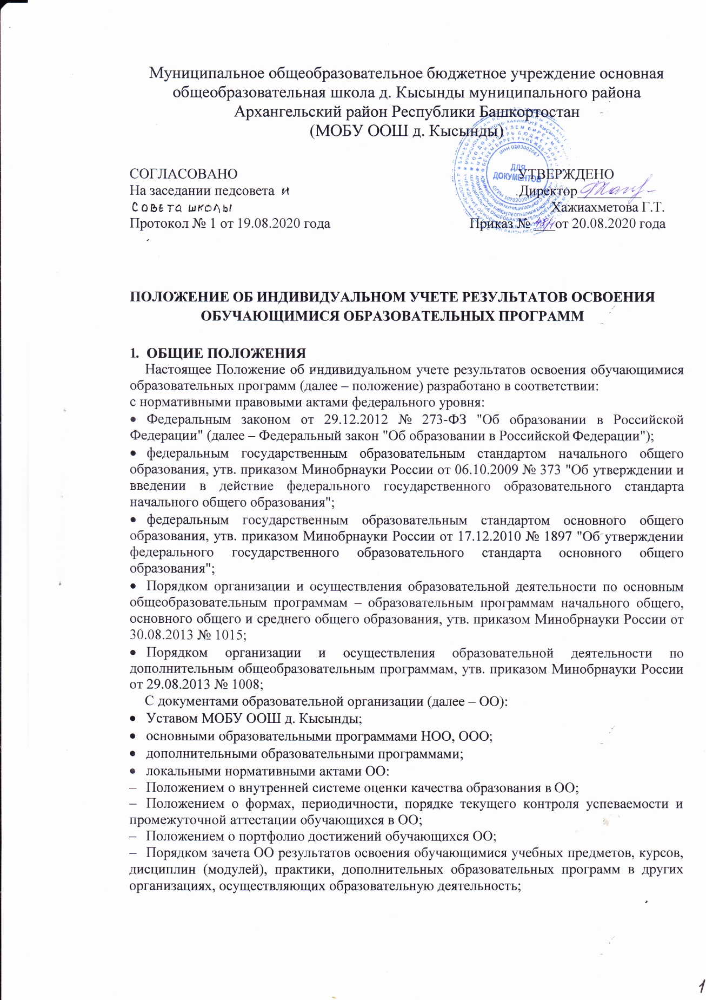 Муниципальное общеобразовательное бюджетное учреждение основная
общеобразовательная школа д. Кысынды муниципального района
Архангельский район Республики Башкортостан
(МОБУ ООШ д. Кысынды)
СОГЛАСОВАНО
На заседании педсовета и
Совета школы
Протокол № 1 от 19.08.2020 года
ИНН 0203002067
ДЛЯ
ДОКУМЕНТОВ
УТВЕРЖДЕНО
Директор
Хажиахметова Г.Т.
Приказ № от 20.08.2020 года
ПОЛОЖЕНИЕ ОБ ИНДИВИДУАЛЬНОМ УЧЕТЕ РЕЗУЛЬТАТОВ ОСВОЕНИЯ
ОБУЧАЮЩИМИСЯ ОБРАЗОВАТЕЛЬНЫХ ПРОГРАММ
1. ОБЩИЕ ПОЛОЖЕНИЯ
Настоящее Положение об индивидуальном учете результатов освоения обучающимися
образовательных программ (далее – положение) разработано в соответствии:
с нормативными правовыми актами федерального уровня:
• Федеральным законом от 29.12.2012 № 273-ФЗ "Об образовании в Российской
Федерации" (далее – Федеральный закон "Об образовании в Российской Федерации");
• федеральным государственным образовательным стандартом начального общего
образования, утв. приказом Минобрнауки России от 06.10.2009 № 373 "Об утверждении и
введении в действие федерального государственного образовательного стандарта
начального общего образования";
• федеральным государственным образовательным стандартом основного общего
образования, утв. приказом Минобрнауки России от 17.12.2010 № 1897 "Об утверждении
федерального государственного образовательного стандарта основного общего
образования";
• Порядком организации и осуществления образовательной деятельности по основным
общеобразовательным программам – образовательным программам начального общего,
основного общего и среднего общего образования, утв. приказом Минобрнауки России от
30.08.2013 № 1015;
• Порядком организации и осуществления образовательной деятельности по
дополнительным общеобразовательным программам, утв. приказом Минобрнауки России
от 29.08.2013 № 1008;
С документами образовательной организации (далее – ОО):
• Уставом МОБУ ООШ д. Кысынды;
• основными образовательными программами НОО, ООО;
• дополнительными образовательными программами;
• локальными нормативными актами ОО:
– Положением о внутренней системе оценки качества образования в ОО;
– Положением о формах, периодичности, порядке текущего контроля успеваемости и
промежуточной аттестации обучающихся в ОО;
– Положением о портфолио достижений обучающихся ОО;
– Порядком зачета ОО результатов освоения обучающимися учебных предметов, курсов,
дисциплин (модулей), практики, дополнительных образовательных программ в других
организациях, осуществляющих образовательную деятельность;
1